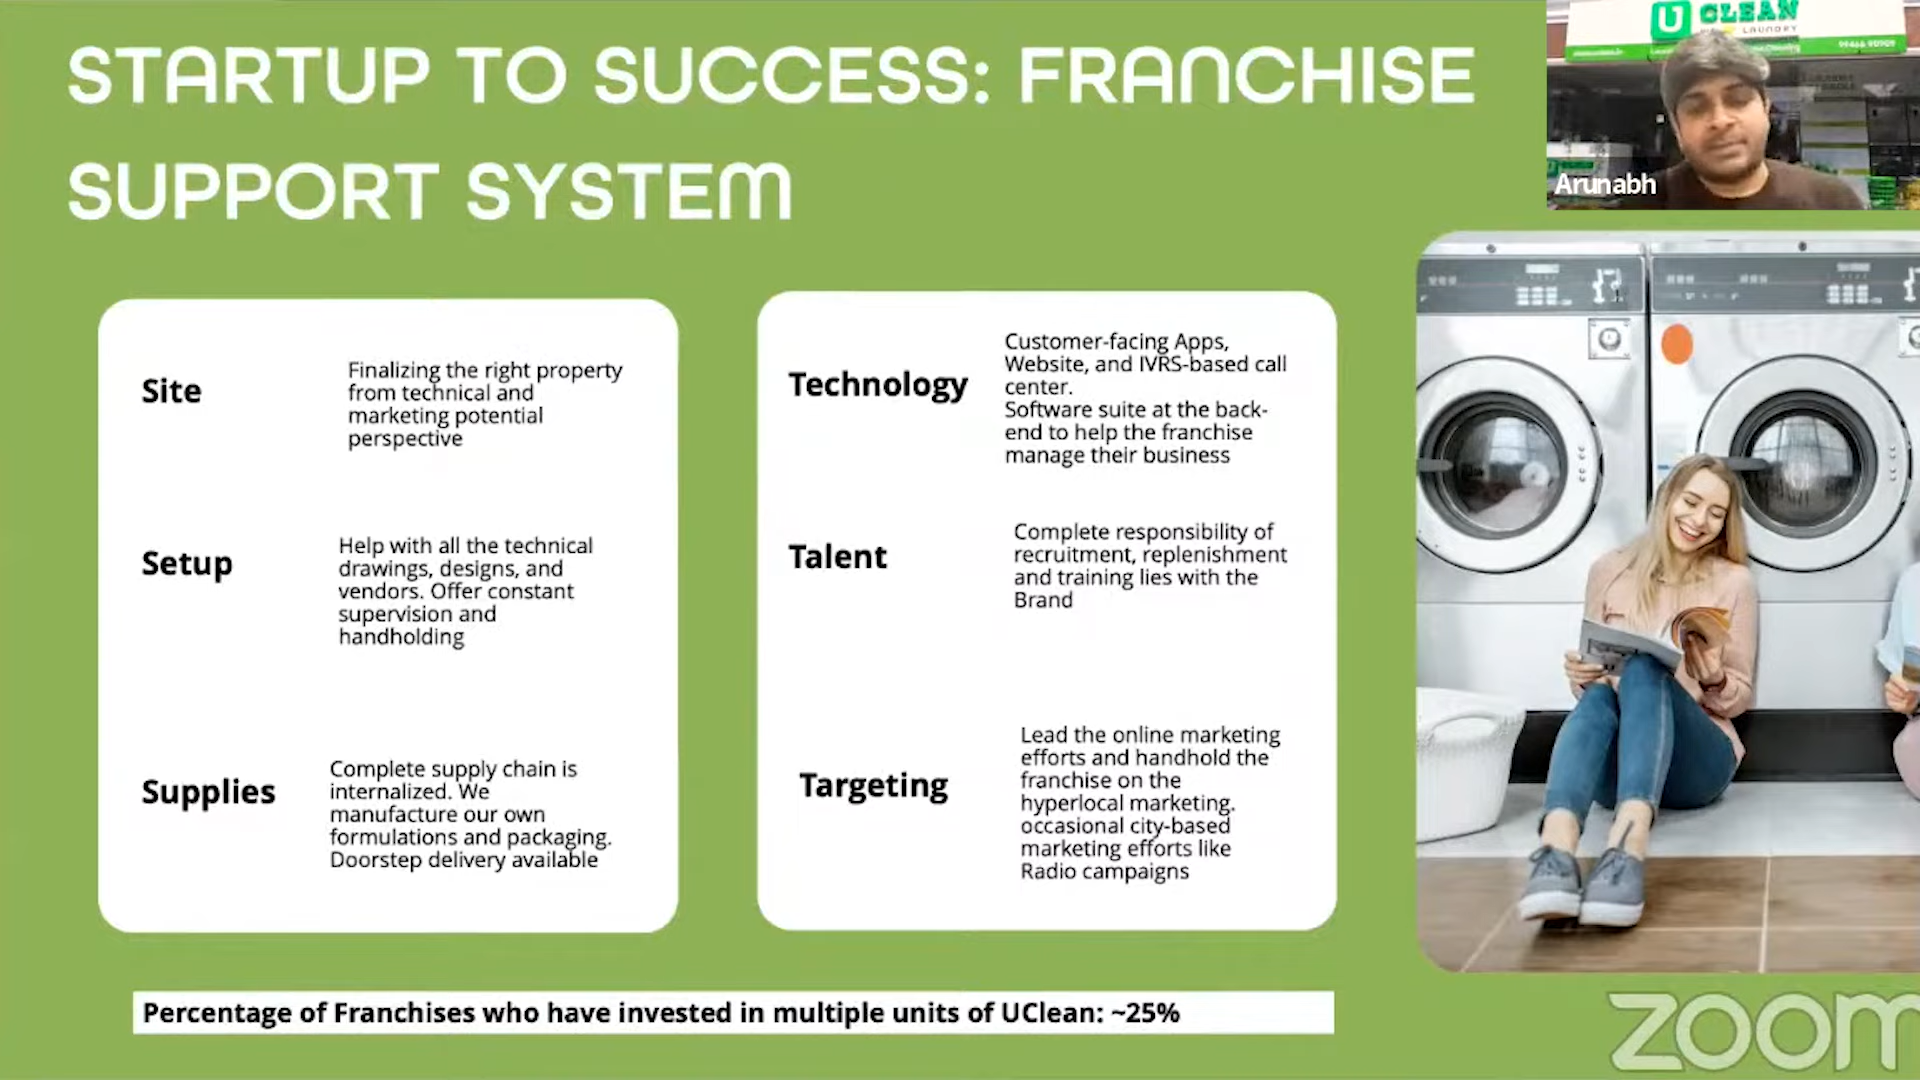 STARTUP TO SUCCESS: FRANCHISE
SUPPORT SYSTEM
U CLEAN
LAUNDRY
Arunabh
Site
Finalizing the right property
from technical and
marketing potential
perspective
Setup
Help with all the technical
drawings, designs, and
vendors. Offer constant
supervision and
handholding
Supplies
Complete supply chain is
internalized. We
manufacture our own
formulations and packaging.
Doorstep delivery available
Technology
Customer-facing Apps,
Website, and IVRS-based call
center.
Software suite at the back-
end to help the franchise
manage their business
Talent
Complete responsibility of
recruitment, replenishment
and training lies with the
Brand
Targeting
Lead the online marketing
efforts and handhold the
franchise on the
hyperlocal marketing.
occasional city-based
marketing efforts like
Radio campaigns
Percentage of Franchises who have invested in multiple units of UClean: ~25%
zoom